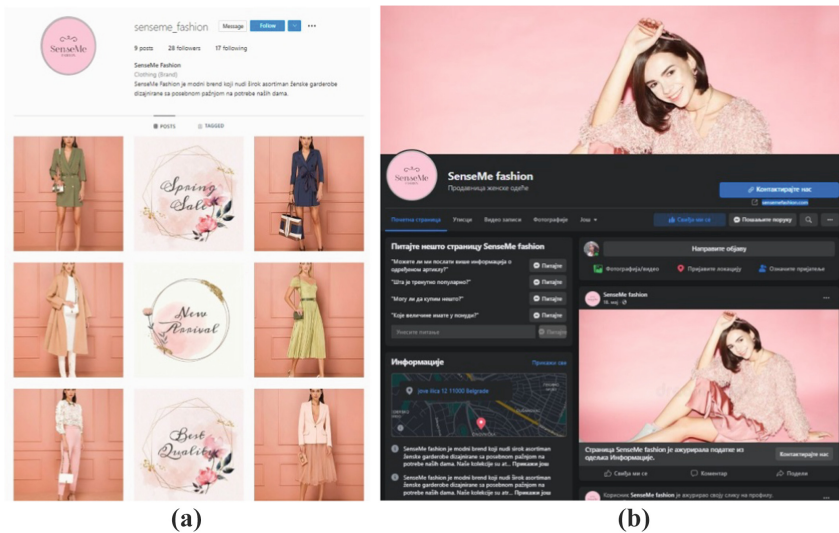 SenseMe
FASHION
senseme_fashion Message Follow
9 posts 28 followers 17 following
SenseMe Fashion
Clothing (Brand)
SenseMe Fashion je modni brend koji nudi širok asortiman ženske garderobe
dizajnirane sa posebnom pažnjom na potrebe naših dama.
POSTS TAGGED
Spring
Sale
New
Arrival
Best
Quality
(a)
SenseMe
SenseMe fashion
Продавница женске одеће
Контактирајте нас
sensemefashion.com
Почетна страница Утисци Видео записи Фотографије Још
Свиђа ми се Пошаљите поруку
Питајте нешто страницу SenseMe fashion
"Можете ли ми послати више информација о
одређеном артиклу?" Питајте
"Шта је тренутно популарно?" Питајте
"Могу ли да купим нешто?" Питајте
"Које величине имате у понуди?" Питајте
Унесите питање Питајте
Информације Прикажи све
jove ilica 12 11000 belgrade
SenseMe fashion je modni brend koji nudi širok asortiman
ženske garderobe dizajnirane sa posebnom pažnjom na
potrebe naših dama. Naše kolekcije su at... Прикажи још
SenseMe fashion je modni brend koji nudi širok asortiman
ženske garderobe dizajnirane sa posebnom pažnjom na
potrebe naših dama. Naše kolekcije su atr... Прикажи још
Направите објаву
Фотографија/видео Пријавите локацију Означите пријатеље
SenseMe fashion
18. мај
Страница SenseMe fashion је ажурирала податке из
одељка Информације.
Контактирајте нас
Свиђа ми се Коментар Подели
Корисник SenseMe fashion је ажурирао своју слику на профилу.
(b)